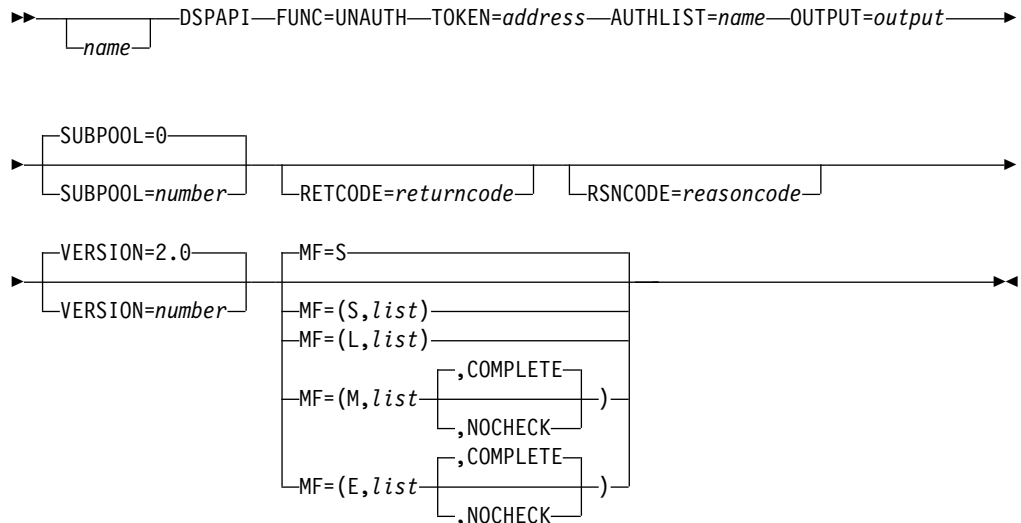 DSPAPI FUNC=UNAUTH TOKEN=address AUTHLIST=name OUTPUT=output
name
SUBPOOL=0
SUBPOOL=number RETCODE=returncode RSNCODE=reasoncode
VERSION=2.0 MF=S
VERSION=number MF=(S,list)
MF=(L,list)
,COMPLETE
MF=(M,list )
,NOCHECK
,COMPLETE
MF=(E,list )
,NOCHECK